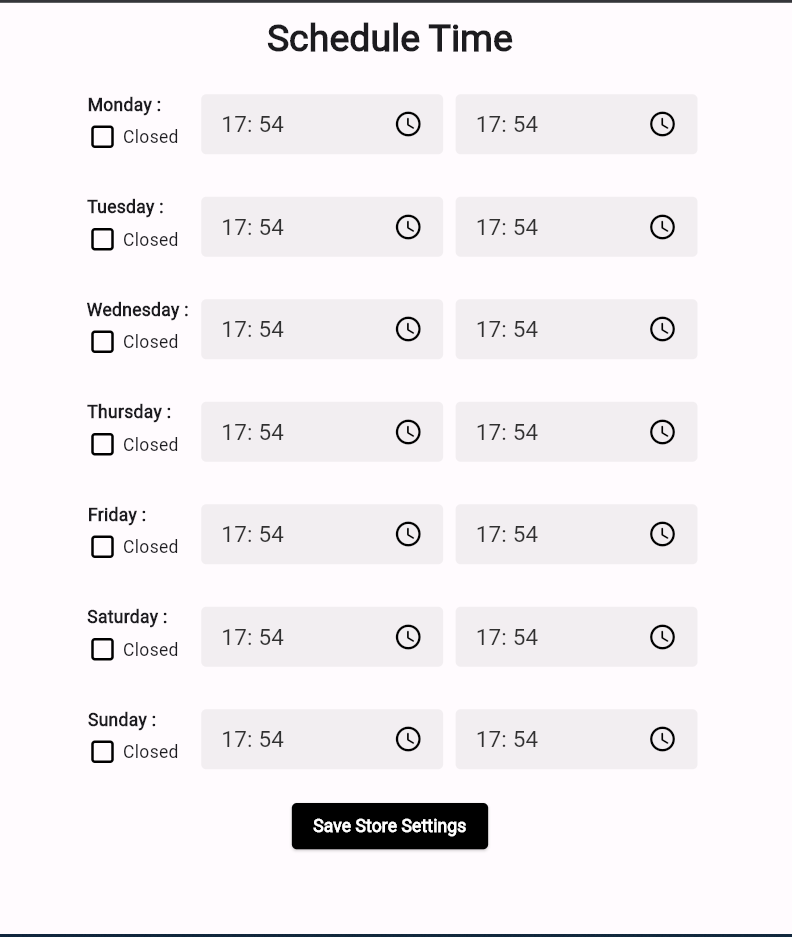 Schedule Time
Monday :
Closed
17: 54
17: 54
Tuesday :
Closed
17: 54
17: 54
Wednesday :
Closed
17: 54
17: 54
Thursday :
Closed
17: 54
17: 54
Friday :
Closed
17: 54
17: 54
Saturday :
Closed
17: 54
17: 54
Sunday :
Closed
17: 54
17: 54
Save Store Settings